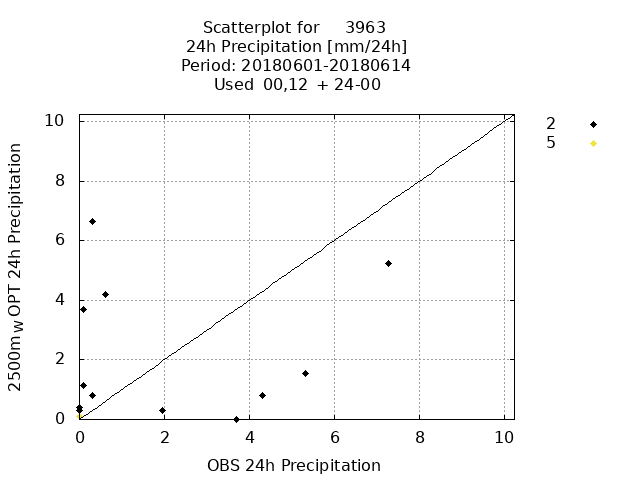 Scatterplot for 3963
24h Precipitation [mm/24h]
Period: 20180601-20180614
Used 00,12 + 24-00
2
5
10
8
6
4
2
0
0 2 4 6 8 10
2500m w OPT 24h Precipitation
OBS 24h Precipitation